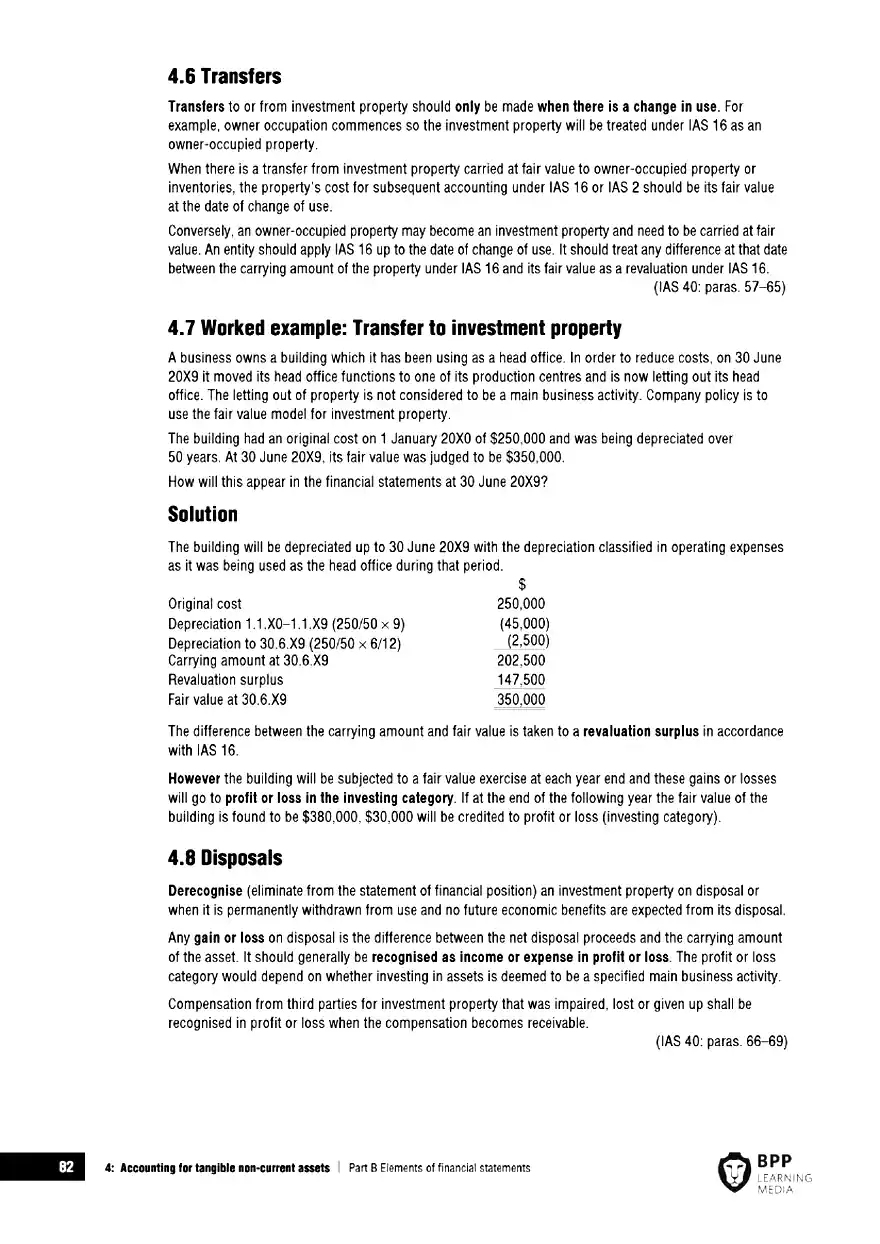 4.6 Transfers
Transfers to or from investment property should only be made when there is a change in use. For
example, owner occupation commences so the investment property will be treated under IAS 16 as an
owner-occupied property.
When there is a transfer from investment property carried at fair value to owner-occupied property or
inventories, the property's cost for subsequent accounting under IAS 16 or IAS 2 should be its fair value
at the date of change of use.
Conversely, an owner-occupied property may become an investment property and need to be carried at fair
value. An entity should apply IAS 16 up to the date of change of use. It should treat any difference at that date
between the carrying amount of the property under IAS 16 and its fair value as a revaluation under IAS 16.
(IAS 40: paras. 57–65)
4.7 Worked example: Transfer to investment property
A business owns a building which it has been using as a head office. In order to reduce costs, on 30 June
20X9 it moved its head office functions to one of its production centres and is now letting out its head
office. The letting out of property is not considered to be a main business activity. Company policy is to
use the fair value model for investment property.
The building had an original cost on 1 January 20X0 of $250,000 and was being depreciated over
50 years. At 30 June 20X9, its fair value was judged to be $350,000.
How will this appear in the financial statements at 30 June 20X9?
Solution
The building will be depreciated up to 30 June 20X9 with the depreciation classified in operating expenses
as it was being used as the head office during that period.
$
Original cost 250,000
Depreciation 1.1.X0–1.1.X9 (250/50 × 9) (45,000)
Depreciation to 30.6.X9 (250/50 × 6/12) (2,500)
Carrying amount at 30.6.X9 202,500
Revaluation surplus 147,500
Fair value at 30.6.X9 350,000
The difference between the carrying amount and fair value is taken to a revaluation surplus in accordance
with IAS 16.
However the building will be subjected to a fair value exercise at each year end and these gains or losses
will go to profit or loss in the investing category. If at the end of the following year the fair value of the
building is found to be $380,000, $30,000 will be credited to profit or loss (investing category).
4.8 Disposals
Derecognise (eliminate from the statement of financial position) an investment property on disposal or
when it is permanently withdrawn from use and no future economic benefits are expected from its disposal.
Any gain or loss on disposal is the difference between the net disposal proceeds and the carrying amount
of the asset. It should generally be recognised as income or expense in profit or loss. The profit or loss
category would depend on whether investing in assets is deemed to be a specified main business activity.
Compensation from third parties for investment property that was impaired, lost or given up shall be
recognised in profit or loss when the compensation becomes receivable.
(IAS 40: paras. 66–69)
82 4: Accounting for tangible non-current assets | Part B Elements of financial statements
BPP
LEARNING
MEDIA